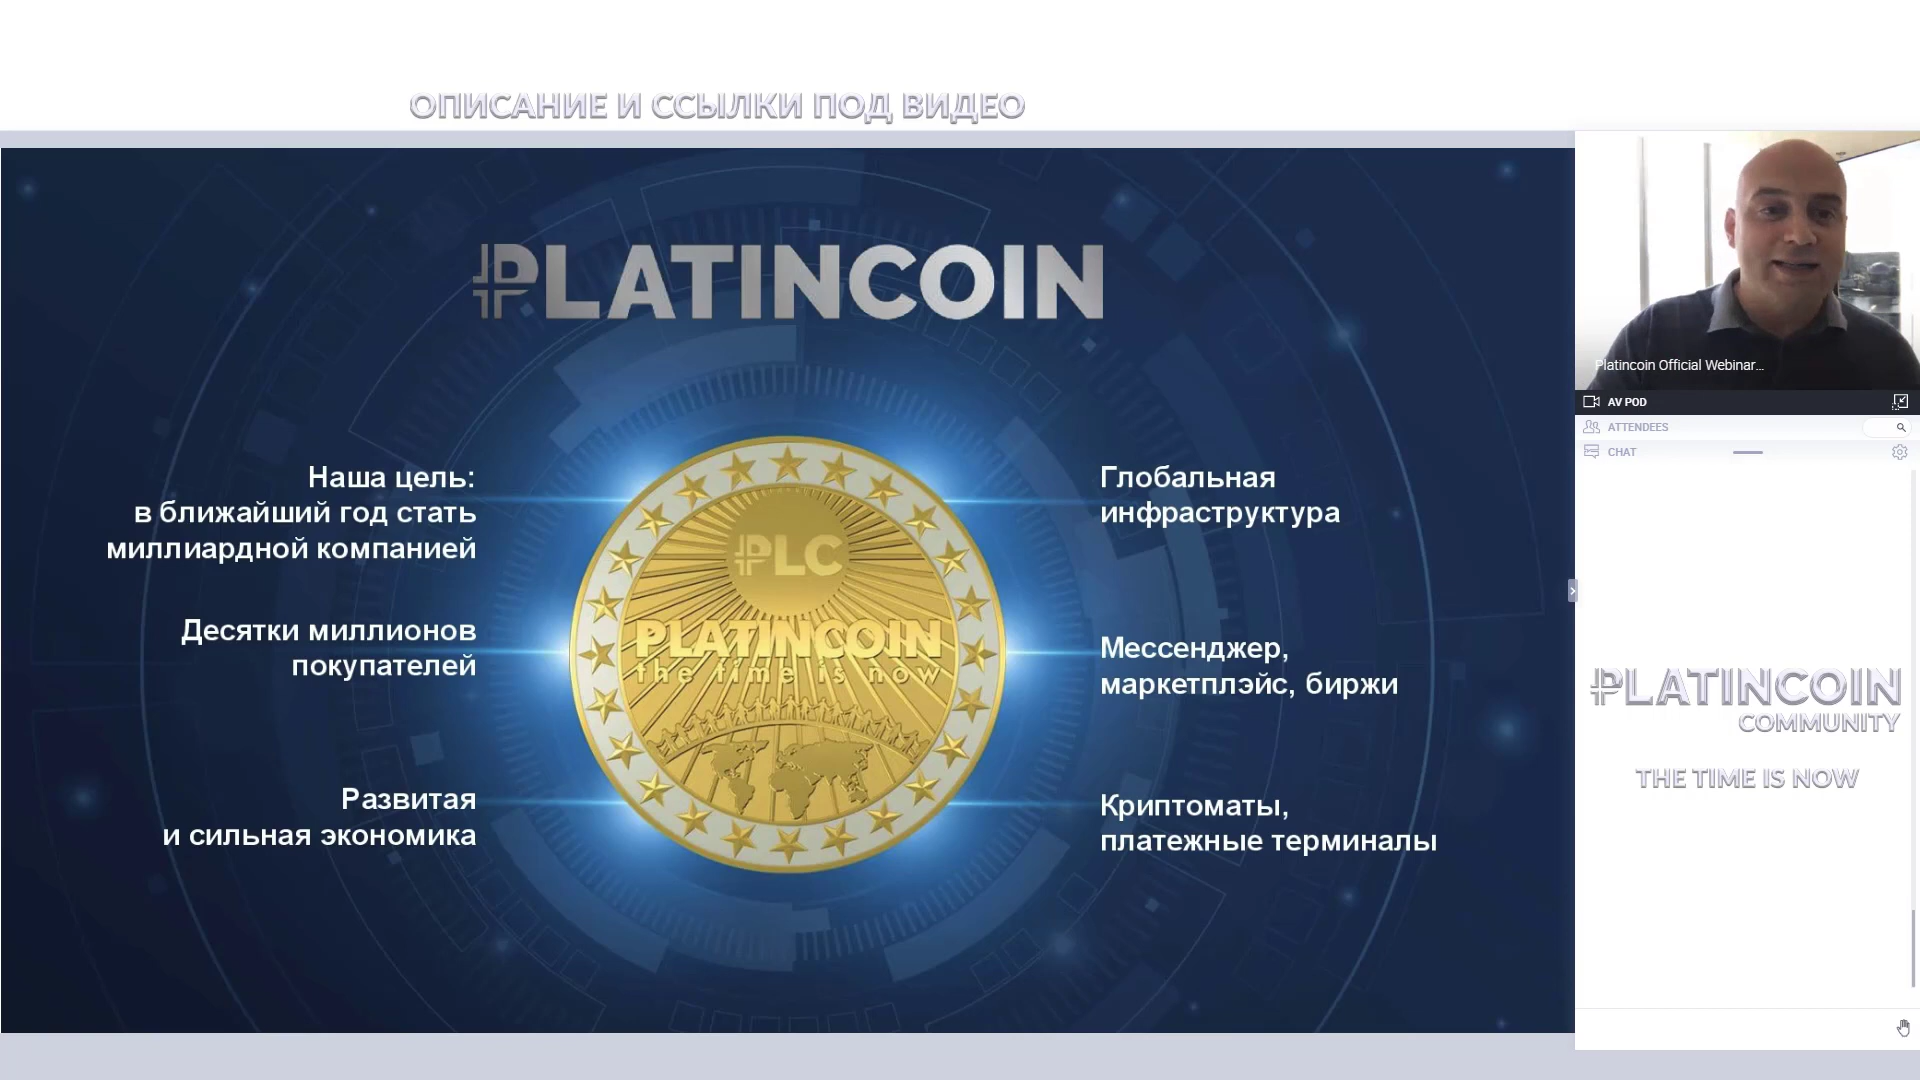 ОПИСАНИЕ И ССЫЛКИ ПОД ВИДЕО
PLATINCOIN
Наша цель:
в ближайший год стать
миллиардной компанией
Десятки миллионов
покупателей
Развитая
и сильная экономика
PLC
PLATINCOIN
the time is now
Глобальная
инфраструктура
Мессенджер,
маркетплэйс, биржи
Криптоматы,
платежные терминалы
Platincoin Official Webinar...
AV POD
ATTENDEES
CHAT
PLATINCOIN
COMMUNITY
THE TIME IS NOW